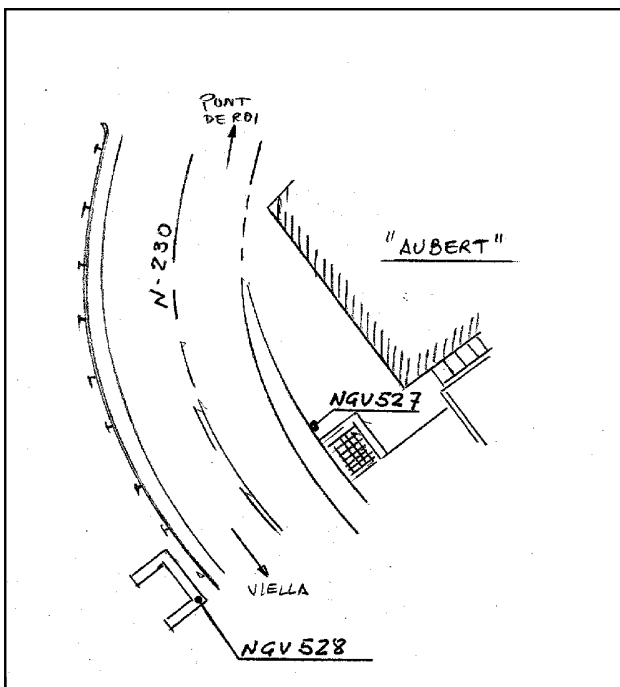 PONT
DE ROI
N-230
"AUBERT"
NGV527
VIELLA
NGV528